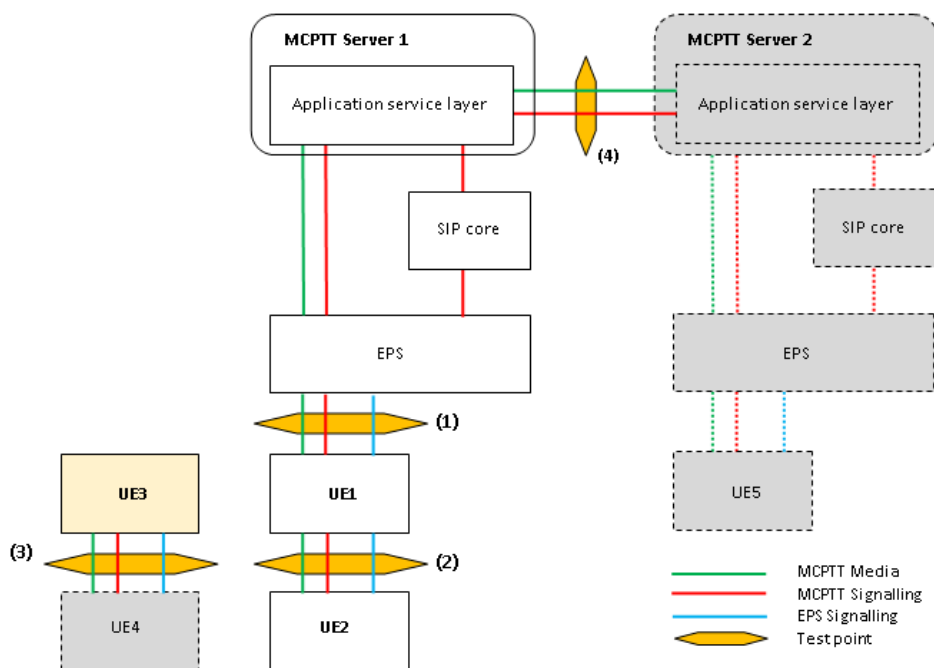 MCPTT Server 1
MCPTT Server 2
Application service layer
Application service layer
(4)
SIP core
SIP core
EPS
EPS
(1)
UE3
UE1
UE5
(3)
(2)
UE4
UE2
MCPTT Media
MCPTT Signalling
EPS Signalling
Test point